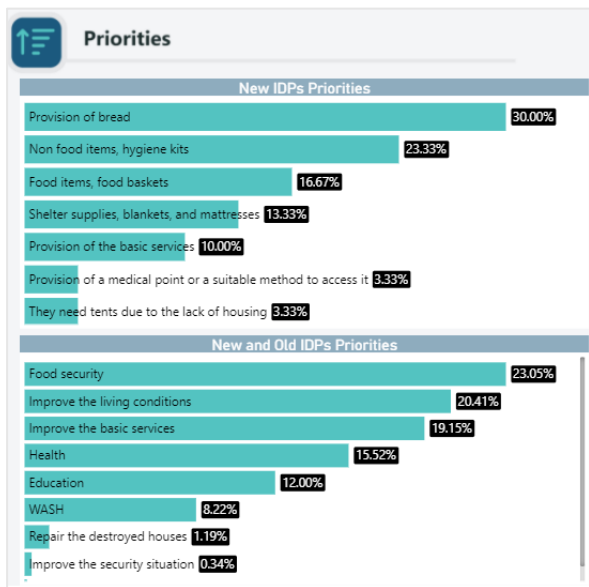 Priorities
New IDPs Priorities
Provision of bread 30.00%
Non food items, hygiene kits 23.33%
Food items, food baskets 16.67%
Shelter supplies, blankets, and mattresses 13.33%
Provision of the basic services 10.00%
Provision of a medical point or a suitable method to access it 3.33%
They need tents due to the lack of housing 3.33%
New and Old IDPs Priorities
Food security 23.05%
Improve the living conditions 20.41%
Improve the basic services 19.15%
Health 15.52%
Education 12.00%
WASH 8.22%
Repair the destroyed houses 1.19%
Improve the security situation 0.34%